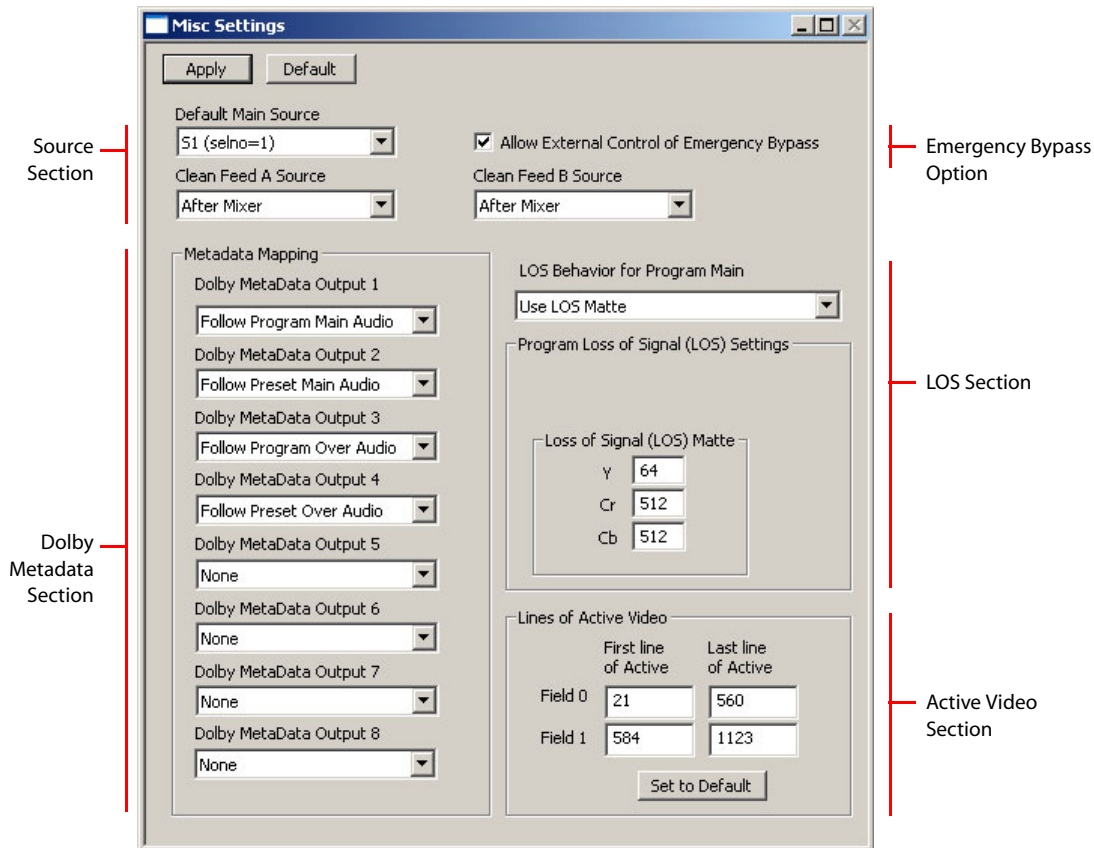 Misc Settings
Apply
Default
Default Main Source
S1 (selno=1)
Allow External Control of Emergency Bypass
Source
Section
Emergency Bypass
Option
Clean Feed A Source
Clean Feed B Source
After Mixer
After Mixer
Metadata Mapping
Dolby MetaData Output 1
Follow Program Main Audio
Dolby MetaData Output 2
Follow Preset Main Audio
Dolby MetaData Output 3
Follow Program Over Audio
Dolby MetaData Output 4
Follow Preset Over Audio
Dolby MetaData Output 5
None
Dolby MetaData Output 6
None
Dolby MetaData Output 7
None
Dolby MetaData Output 8
None
Dolby
Metadata
Section
LOS Behavior for Program Main
Use LOS Matte
Program Loss of Signal (LOS) Settings
Loss of Signal (LOS) Matte
Y 64
Cr 512
Cb 512
LOS Section
Lines of Active Video
First line
of Active
Last line
of Active
Field 0 21 560
Field 1 584 1123
Set to Default
Active Video
Section